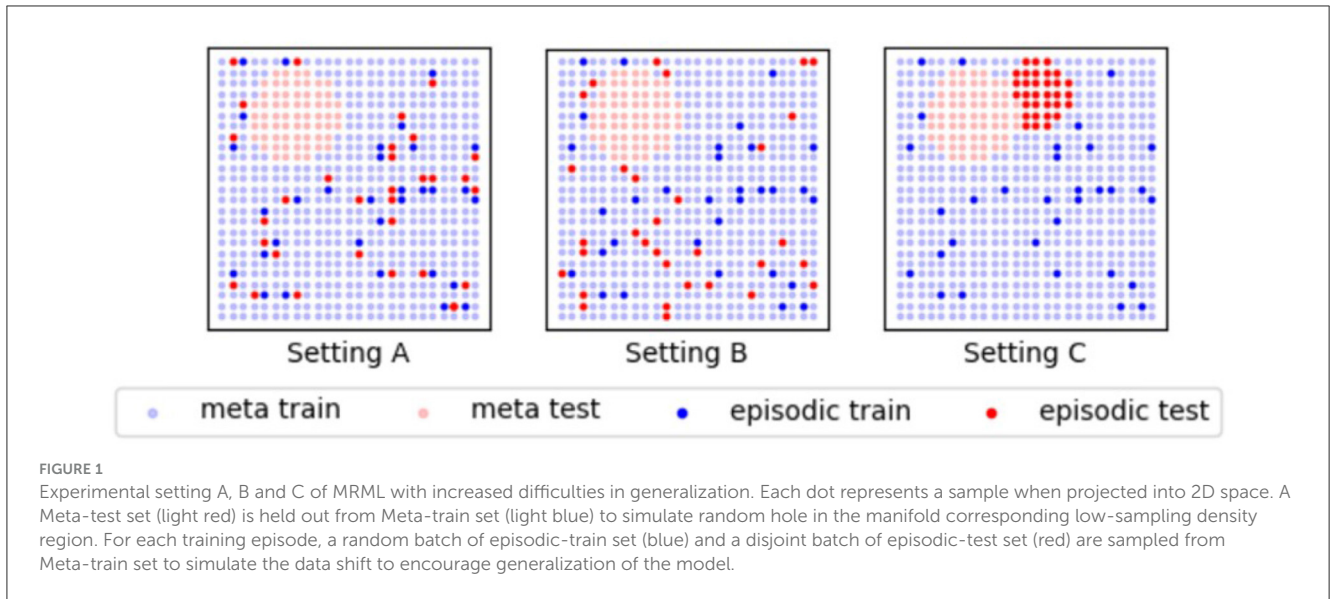 Setting A
Setting B
Setting C
meta train
meta test
episodic train
episodic test
FIGURE 1
Experimental setting A, B and C of MRML with increased difficulties in generalization. Each dot represents a sample when projected into 2D space. A
Meta-test set (light red) is held out from Meta-train set (light blue) to simulate random hole in the manifold corresponding low-sampling density
region. For each training episode, a random batch of episodic-train set (blue) and a disjoint batch of episodic-test set (red) are sampled from
Meta-train set to simulate the data shift to encourage generalization of the model.